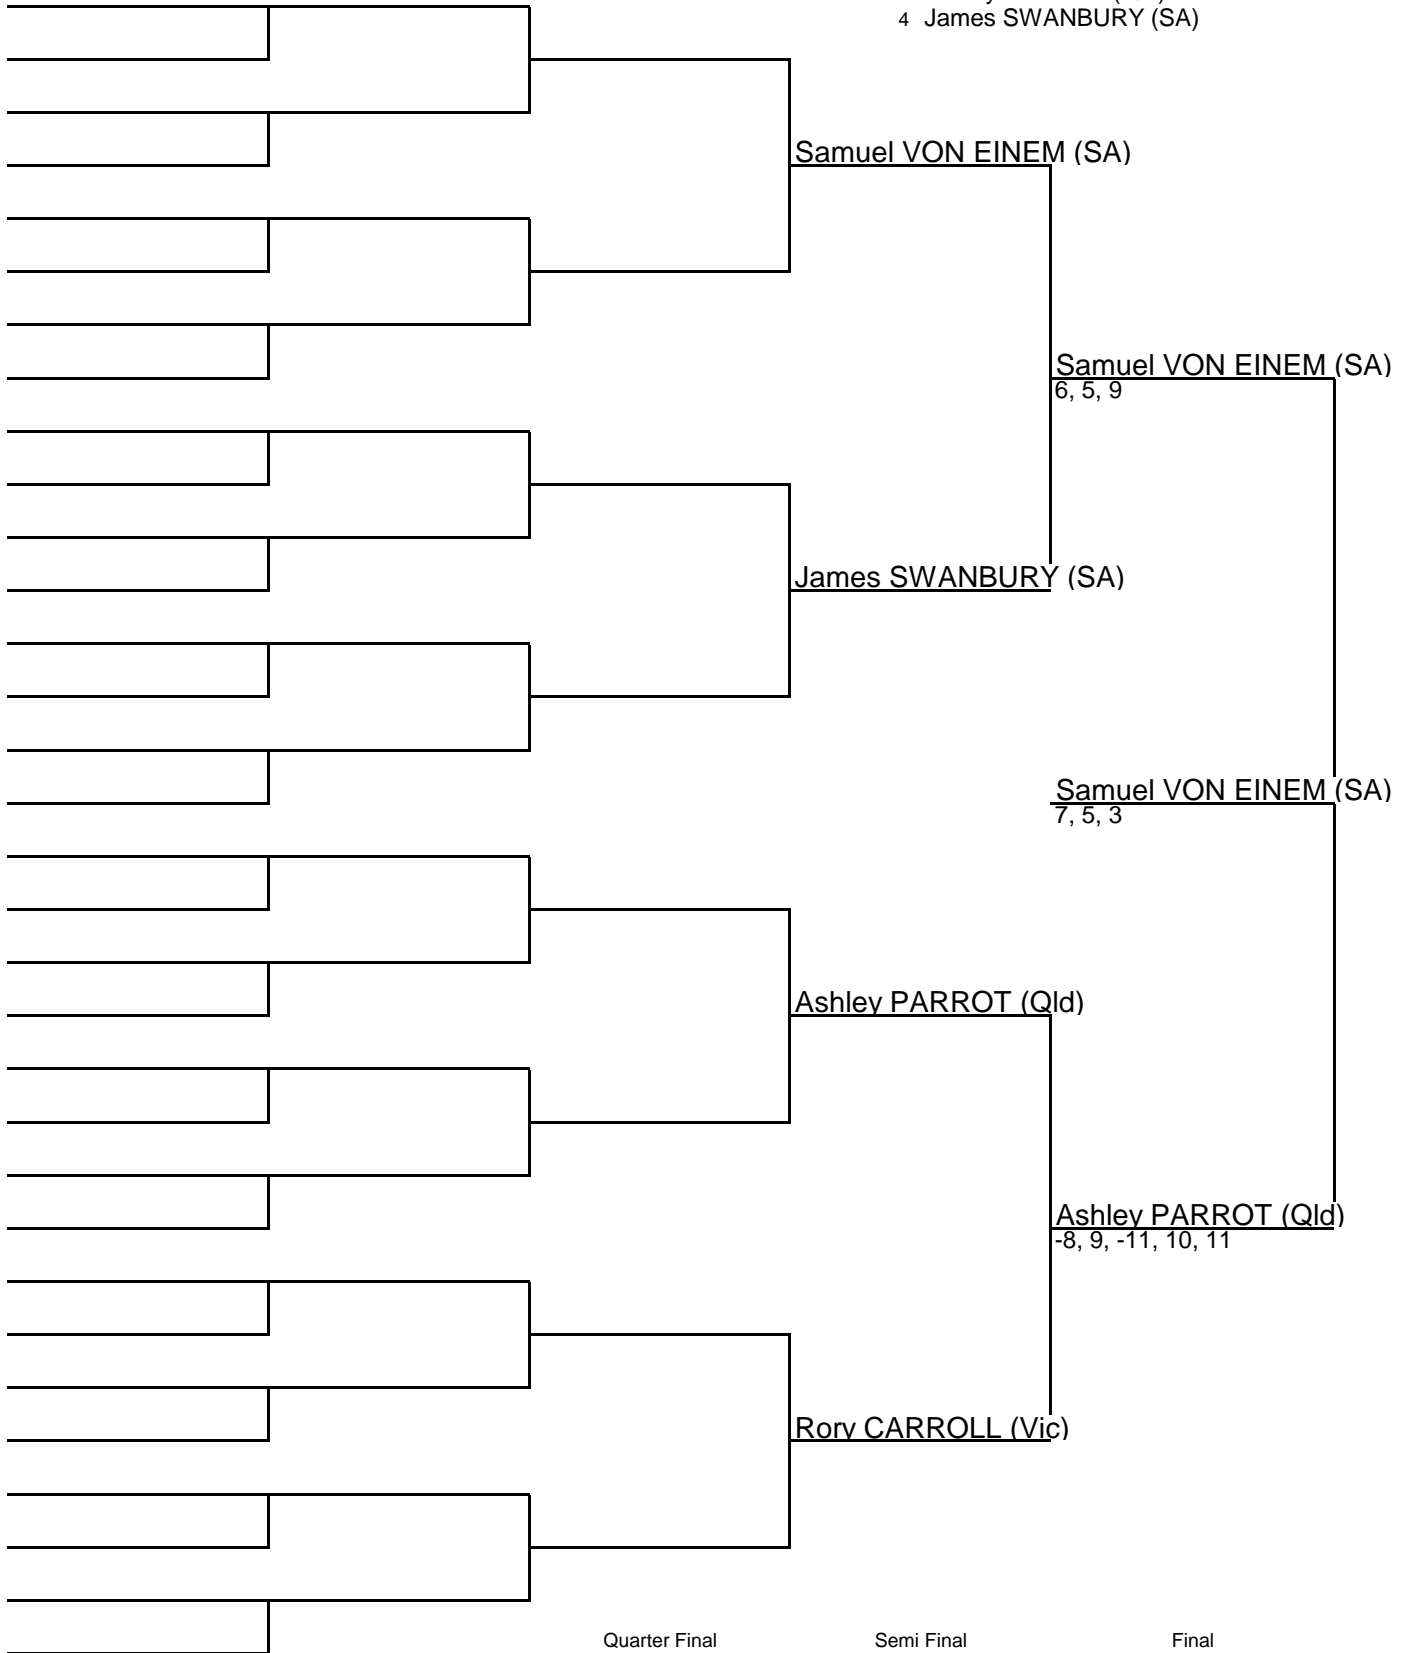 4 James SWANBURY (SA)
Samuel VON EINEM (SA)
Samuel VON EINEM (SA)
6, 5, 9
James SWANBURY (SA)
Samuel VON EINEM (SA)
7, 5, 3
Ashley PARROT (Qld)
Ashley PARROT (Qld)
-8, 9, -11, 10, 11
Rory CARROLL (Vic)
Quarter Final Semi Final Final